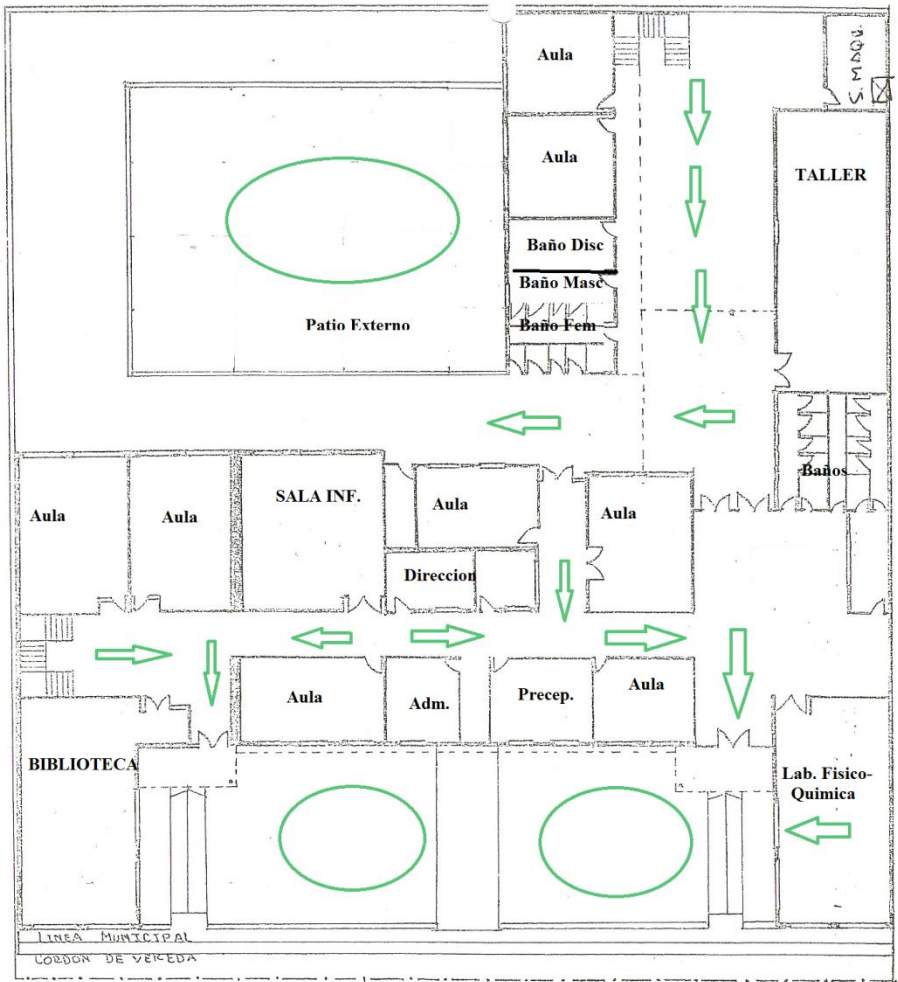 Aula
Aula
TALLER
Baño Disc
Baño Masc
Baño Fem
Patio Externo
Baños
Aula
Aula
SALA INF.
Aula
Aula
Direccion
Aula
Adm.
Precep.
Aula
BIBLIOTECA
Lab. Fisico-
Quimica
LINEA MUNICIPAL
CORDON DE VEREDA